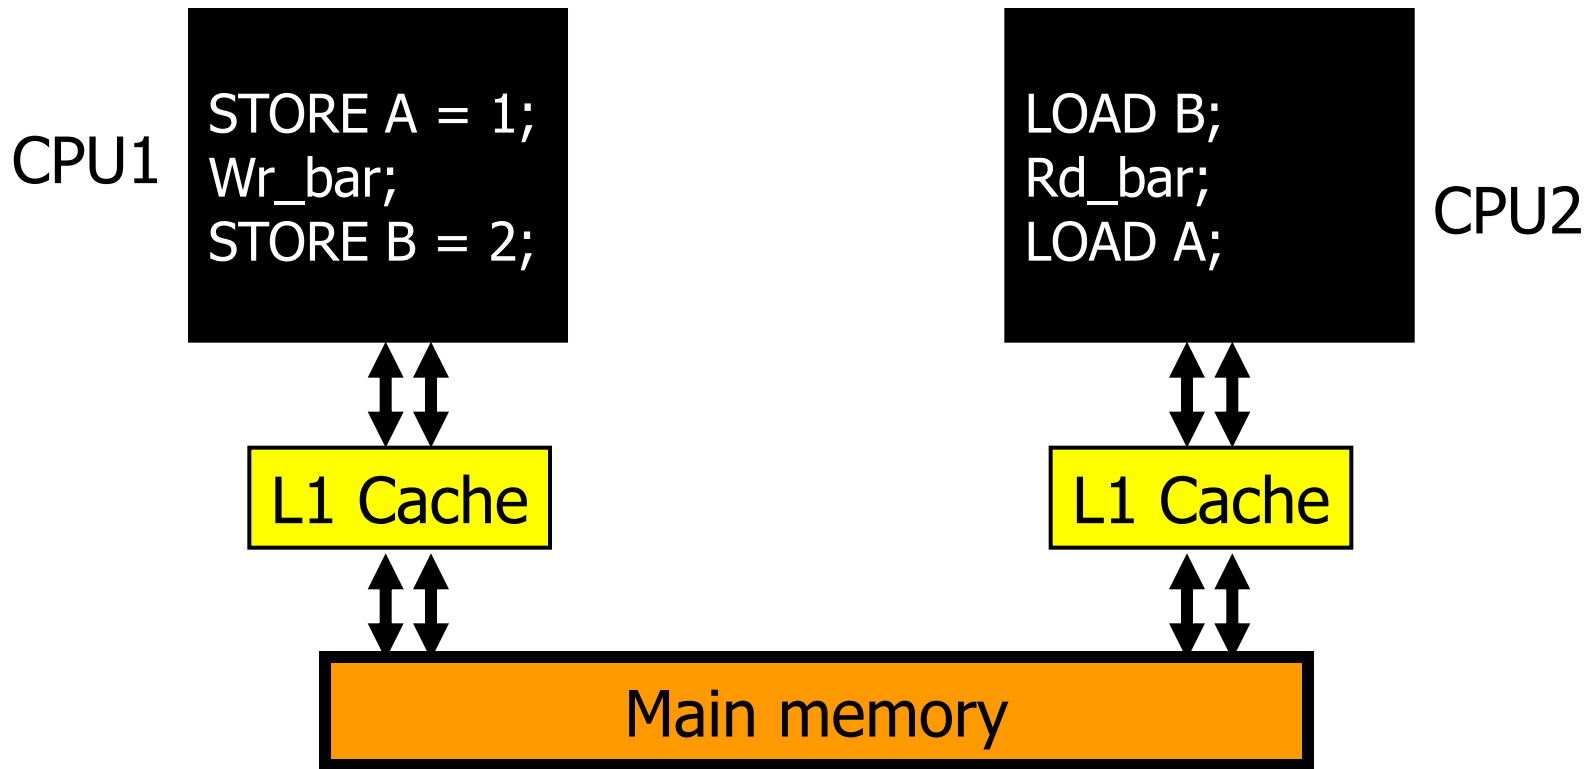 CPU1
STORE A = 1;
Wr_bar;
STORE B = 2;
LOAD B;
Rd_bar;
LOAD A;
CPU2
L1 Cache
L1 Cache
Main memory